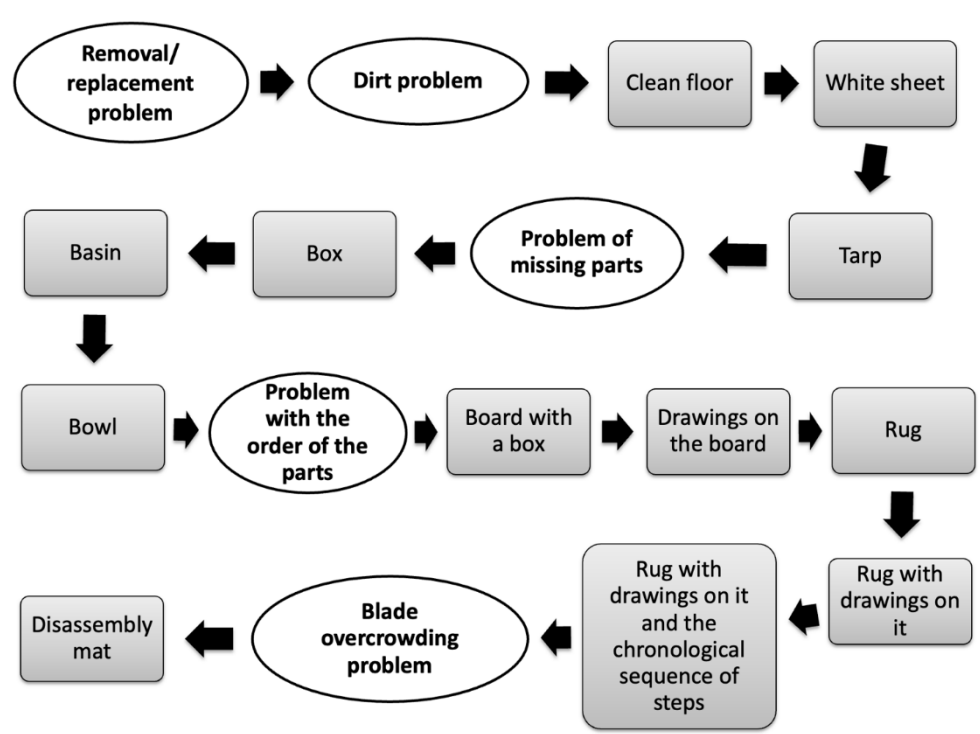 Removal/
replacement
problem
Dirt problem
Clean floor
White sheet
Tarp
Problem of
missing parts
Box
Basin
Bowl
Problem
with the
order of the
parts
Board with
a box
Drawings on
the board
Rug
Rug with
drawings on
it
Rug with
drawings on it
and the
chronological
sequence of
steps
Blade
overcrowding
problem
Disassembly
mat